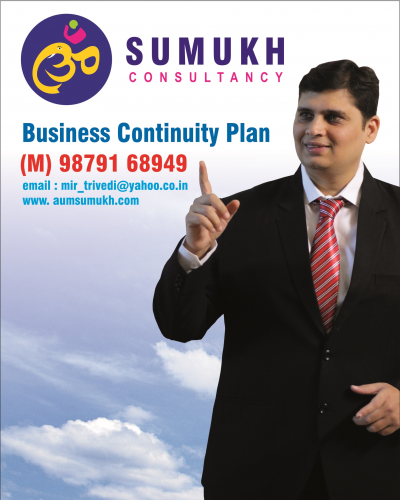 SUMUKH
CONSULTANCY
Business Continuity Plan
(M) 98791 68949
email : mir_trivedi@yahoo.co.in
www. aumsumukh.com